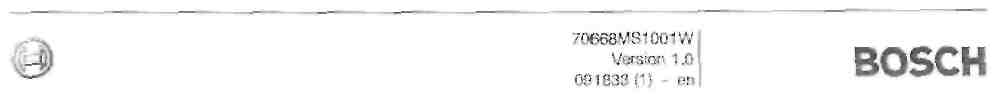 70668MS1001W
Version 1.0
091833 (1) - en
BOSCH